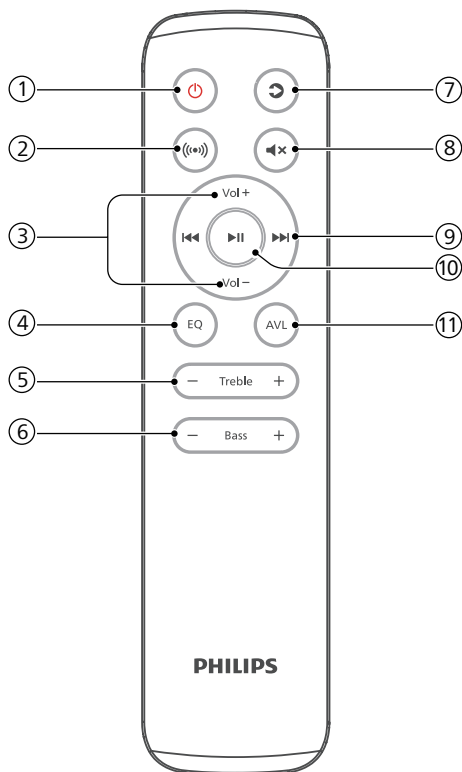 ① ⑦
② ⑧
Vol +
③ ⑨
⑩
Vol −
④ EQ AVL ⑪
⑤ − Treble +
⑥ − Bass +
PHILIPS